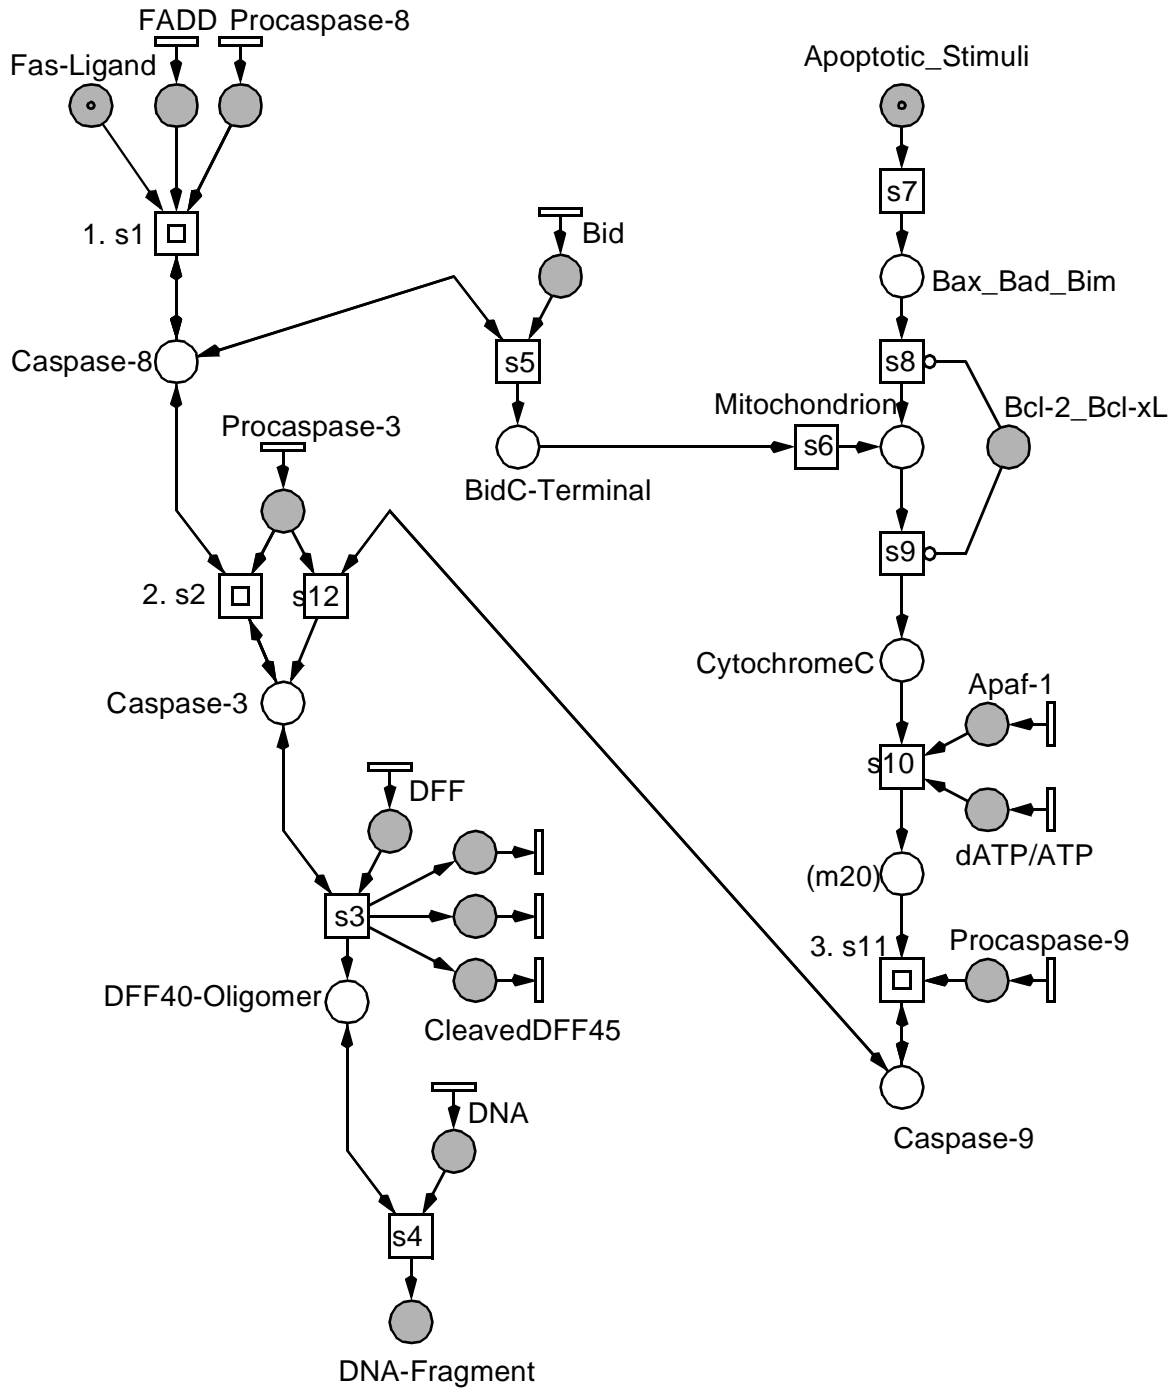 FADD Procaspase-8
Fas-Ligand
Apoptotic_Stimuli
s7
1. s1
Bid
Bax_Bad_Bim
Caspase-8
s5
s8
Mitochondrion
Bcl-2_Bcl-xL
Procaspase-3
s6
BidC-Terminal
s9
2. s2
s12
CytochromeC
Apaf-1
Caspase-3
s10
DFF
dATP/ATP
(m20)
s3
3. s11
Procaspase-9
DFF40-Oligomer
CleavedDFF45
DNA
Caspase-9
s4
DNA-Fragment